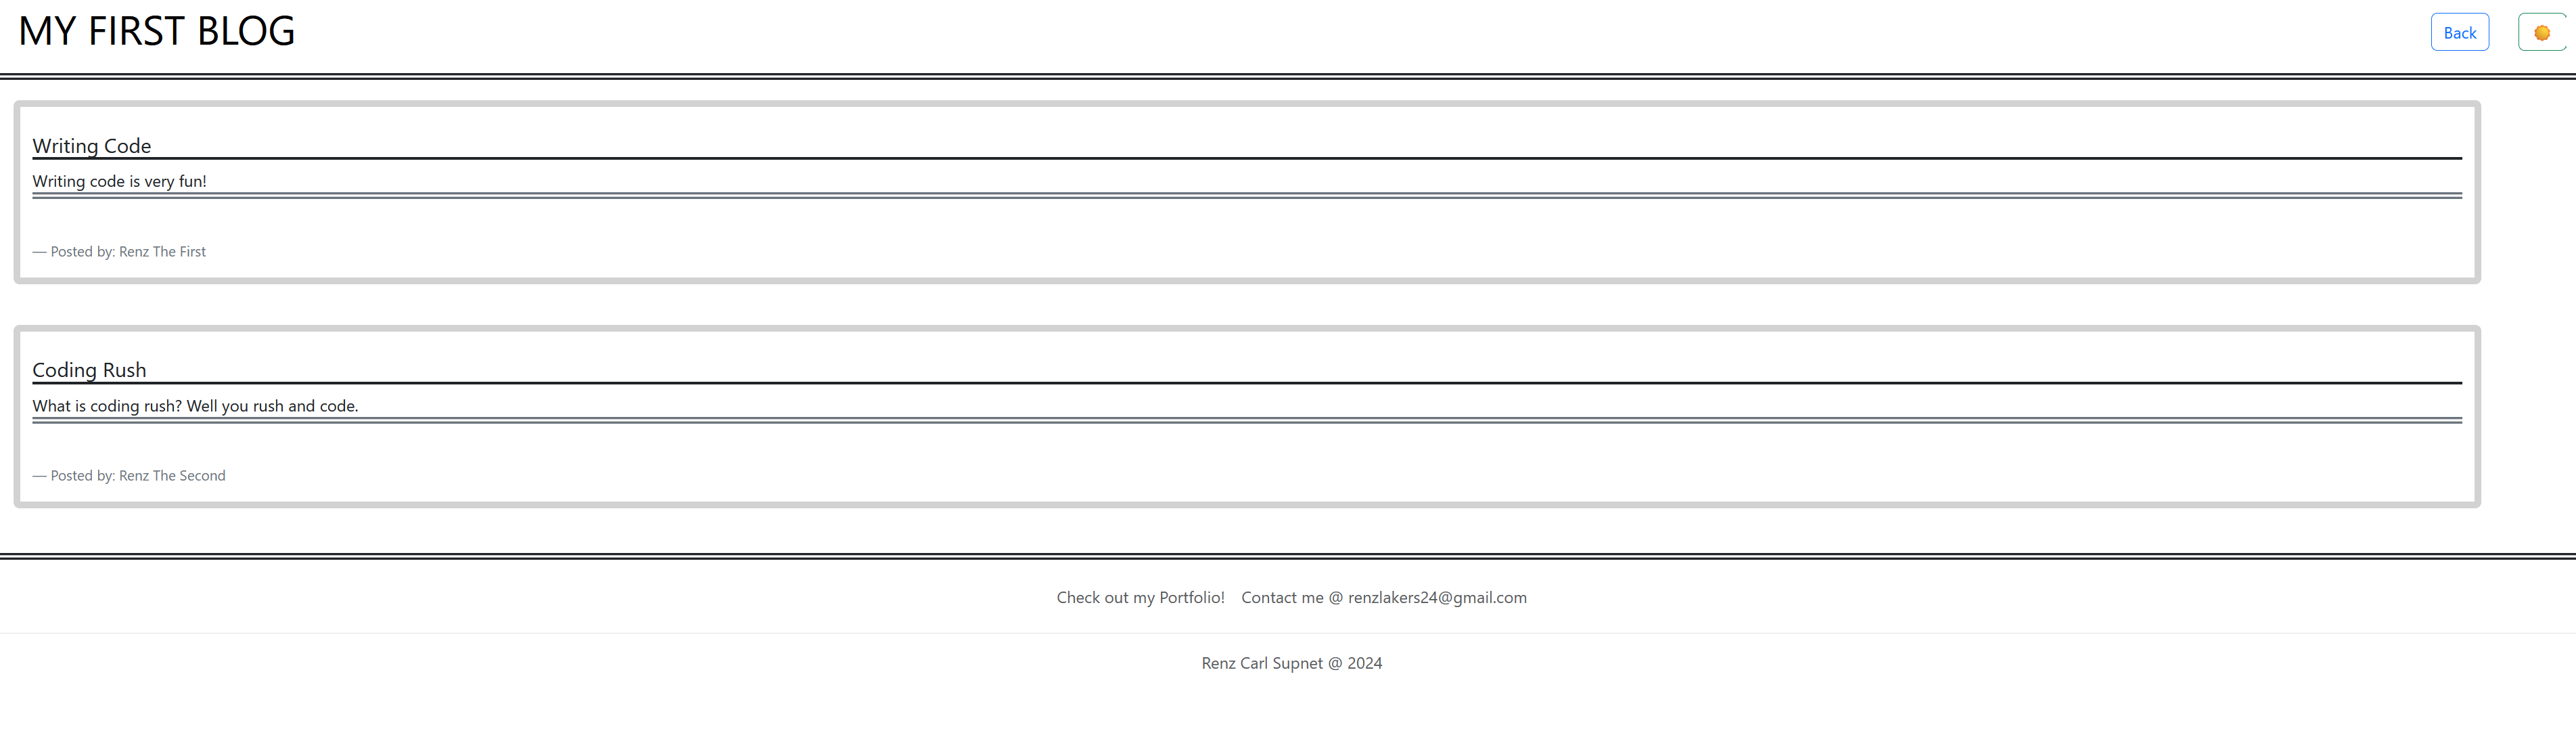 MY FIRST BLOG
Back
Writing Code
Writing code is very fun!
— Posted by: Renz The First
Coding Rush
What is coding rush? Well you rush and code.
— Posted by: Renz The Second
Check out my Portfolio! Contact me @ renzlakers24@gmail.com
Renz Carl Supnet @ 2024